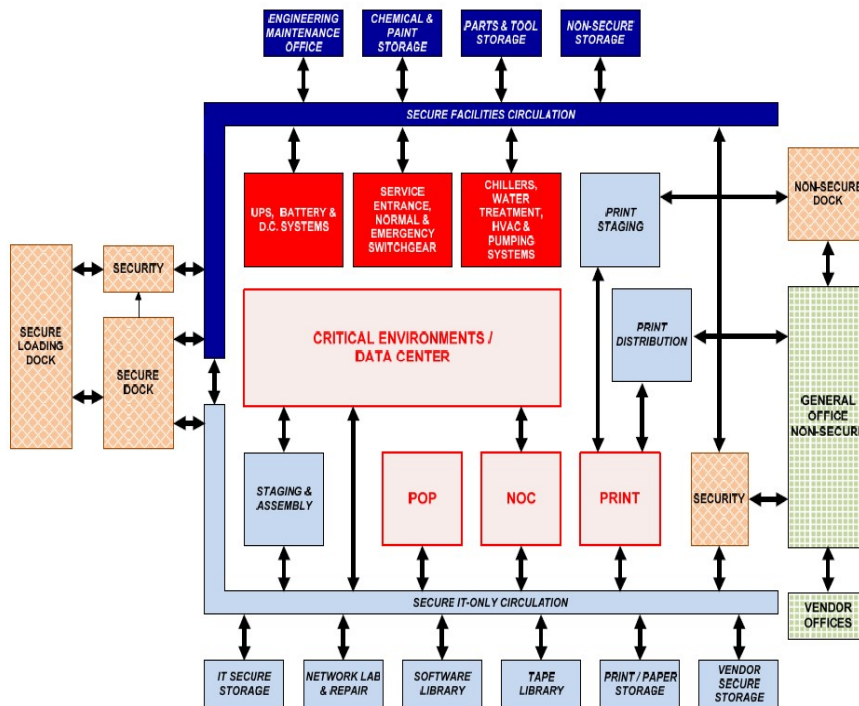 ENGINEERING
MAINTENANCE
OFFICE
CHEMICAL &
PAINT
STORAGE
PARTS & TOOL
STORAGE
NON-SECURE
STORAGE
SECURE FACILITIES CIRCULATION
UPS, BATTERY &
D.C. SYSTEMS
SERVICE
ENTRANCE,
NORMAL &
EMERGENCY
SWITCHGEAR
CHILLERS,
WATER
TREATMENT,
HVAC &
PUMPING
SYSTEMS
PRINT
STAGING
NON-SECURE
DOCK
SECURITY
SECURE
LOADING
DOCK
SECURE
DOCK
CRITICAL ENVIRONMENTS /
DATA CENTER
PRINT
DISTRIBUTION
GENERAL
OFFICE
NON-SECURE
STAGING &
ASSEMBLY
POP
NOC
PRINT
SECURITY
SECURE IT-ONLY CIRCULATION
VENDOR
OFFICES
IT SECURE
STORAGE
NETWORK LAB
& REPAIR
SOFTWARE
LIBRARY
TAPE
LIBRARY
PRINT / PAPER
STORAGE
VENDOR
SECURE
STORAGE